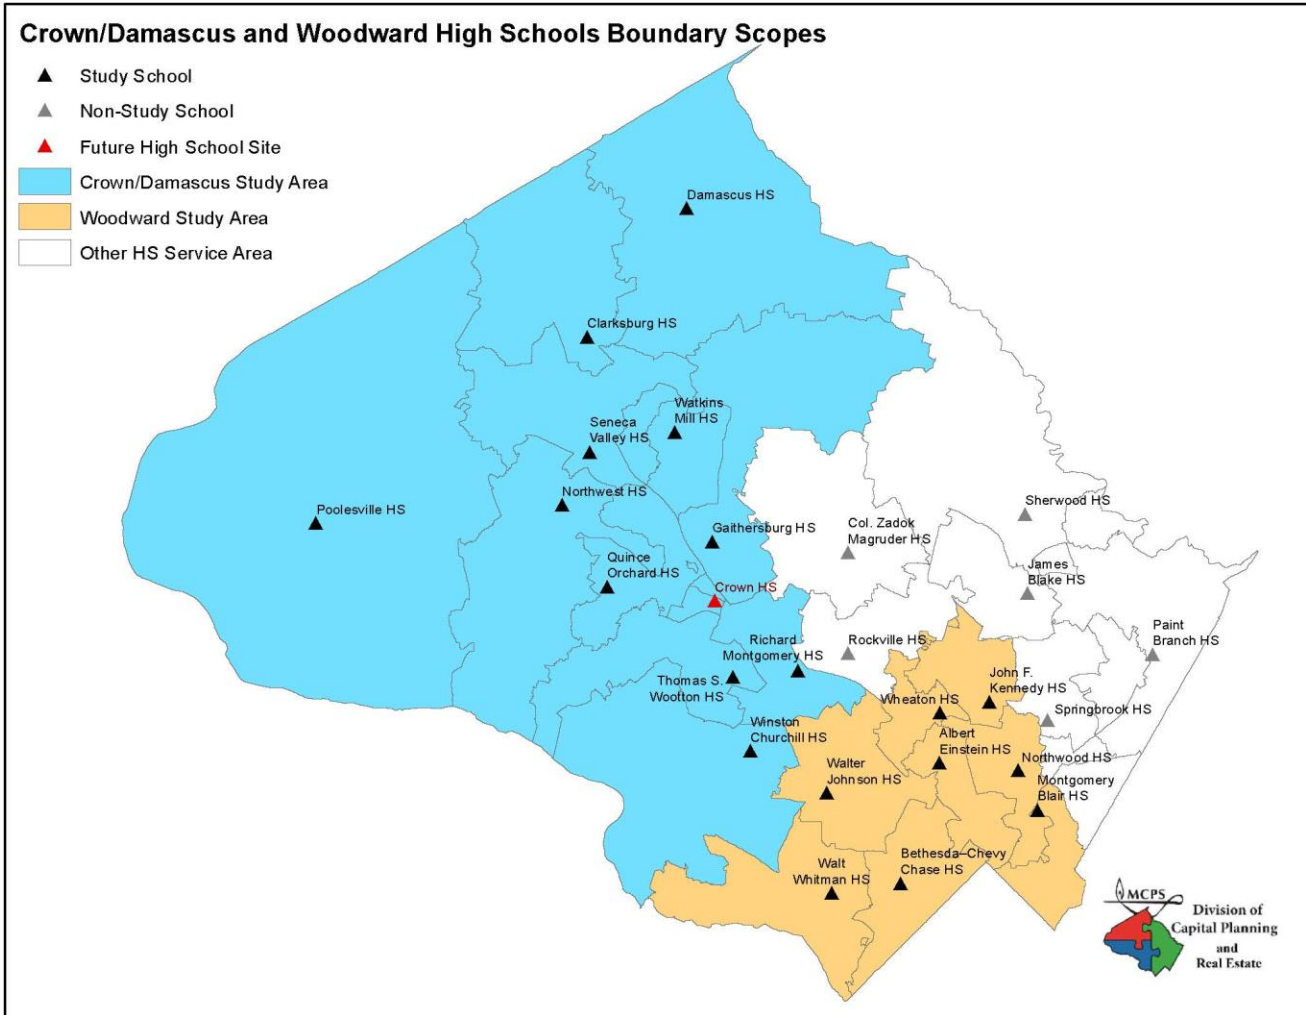 Crown/Damascus and Woodward High Schools Boundary Scopes
Study School
Non-Study School
Future High School Site
Crown/Damascus Study Area
Woodward Study Area
Other HS Service Area
Damascus HS
Clarksburg HS
Watkins
Mill HS
Seneca
Valley HS
Northwest HS
Poolesville HS
Gaithersburg HS
Quince
Orchard HS
Crown HS
Col. Zadok
Magruder HS
Sherwood HS
James
Blake HS
Paint
Branch HS
Rockville HS
Richard
Montgomery HS
Thomas S.
Wootton HS
Winston
Churchill HS
John F.
Kennedy HS
Wheaton HS
Springbrook HS
Albert
Einstein HS
Northwood HS
Montgomery
Blair HS
Walter
Johnson HS
Walt
Whitman HS
Bethesda–Chevy
Chase HS
MCPS
Division of
Capital Planning
and
Real Estate